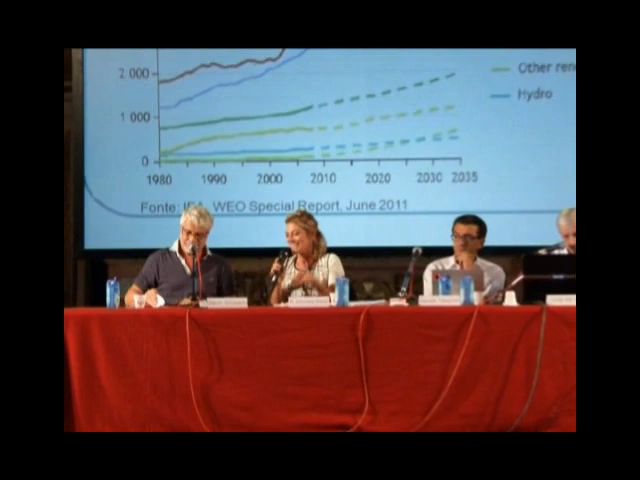 2 000
1 000
0
1980 1990 2000 2010 2020 2030 2035
Other ren
Hydro
Fonte: IEA, WEO Special Report, June 2011